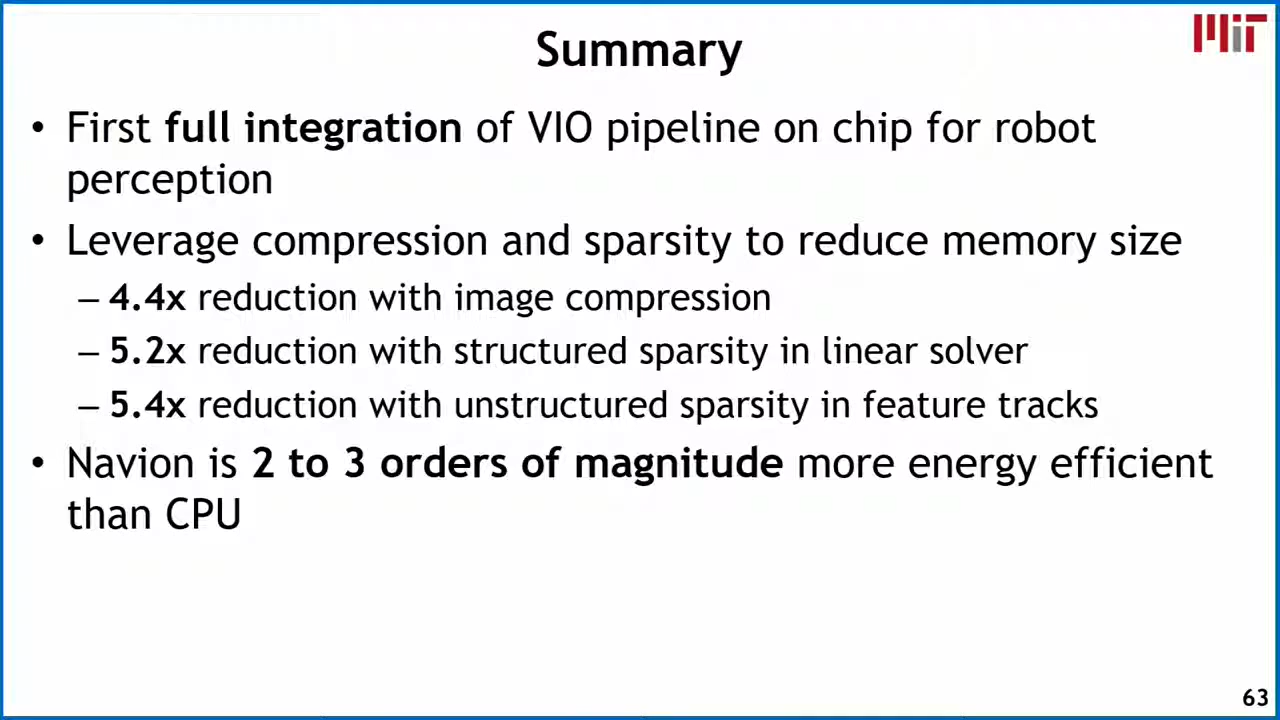 Summary
MIT
• First full integration of VIO pipeline on chip for robot
perception
• Leverage compression and sparsity to reduce memory size
– 4.4x reduction with image compression
– 5.2x reduction with structured sparsity in linear solver
– 5.4x reduction with unstructured sparsity in feature tracks
• Navion is 2 to 3 orders of magnitude more energy efficient
than CPU
63